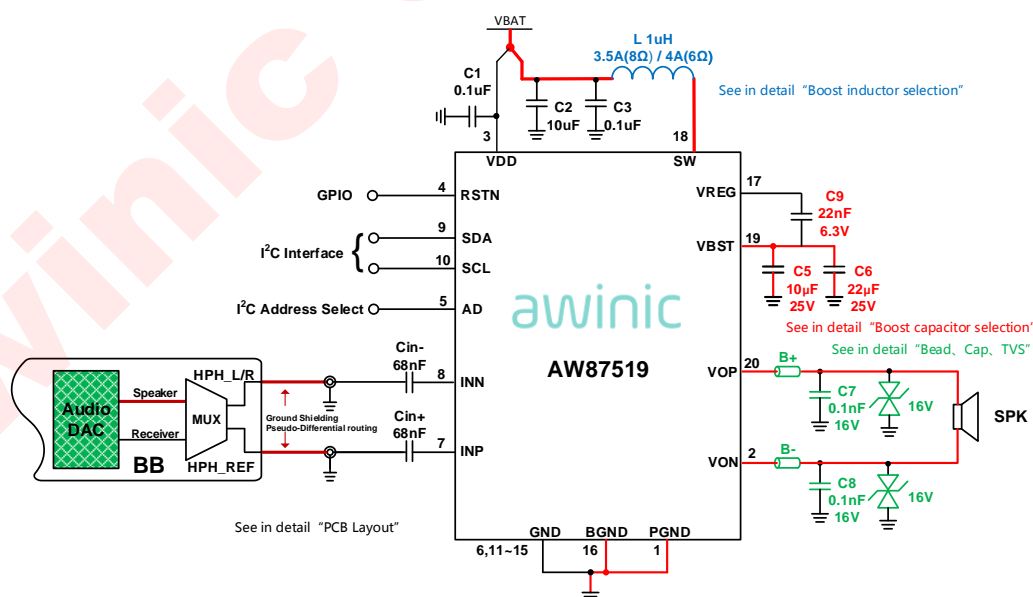 VBAT
L 1uH
3.5A(8Ω) / 4A(6Ω)
See in detail “Boost inductor selection”
C1
0.1uF
C2
10uF
C3
0.1uF
3
VDD
18
SW
GPIO
4
RSTN
I²C Interface {
9
SDA
10
SCL
I²C Address Select
5
AD
17
VREG
C9
22nF
6.3V
19
VBST
C5
10μF
25V
C6
22μF
25V
awinic
AW87519
See in detail “Boost capacitor selection”
See in detail “Bead、Cap、TVS”
Cin-
68nF
8
INN
Cin+
68nF
7
INP
Audio
DAC
Speaker
Receiver
MUX
BB
HPH_L/R
HPH_REF
Ground Shielding
Pseudo-Differential routing
See in detail “PCB Layout”
20
VOP
B+
C7
0.1nF
16V
16V
SPK
2
VON
B-
C8
0.1nF
16V
16V
GND
6,11~15
BGND
16
PGND
1
winic